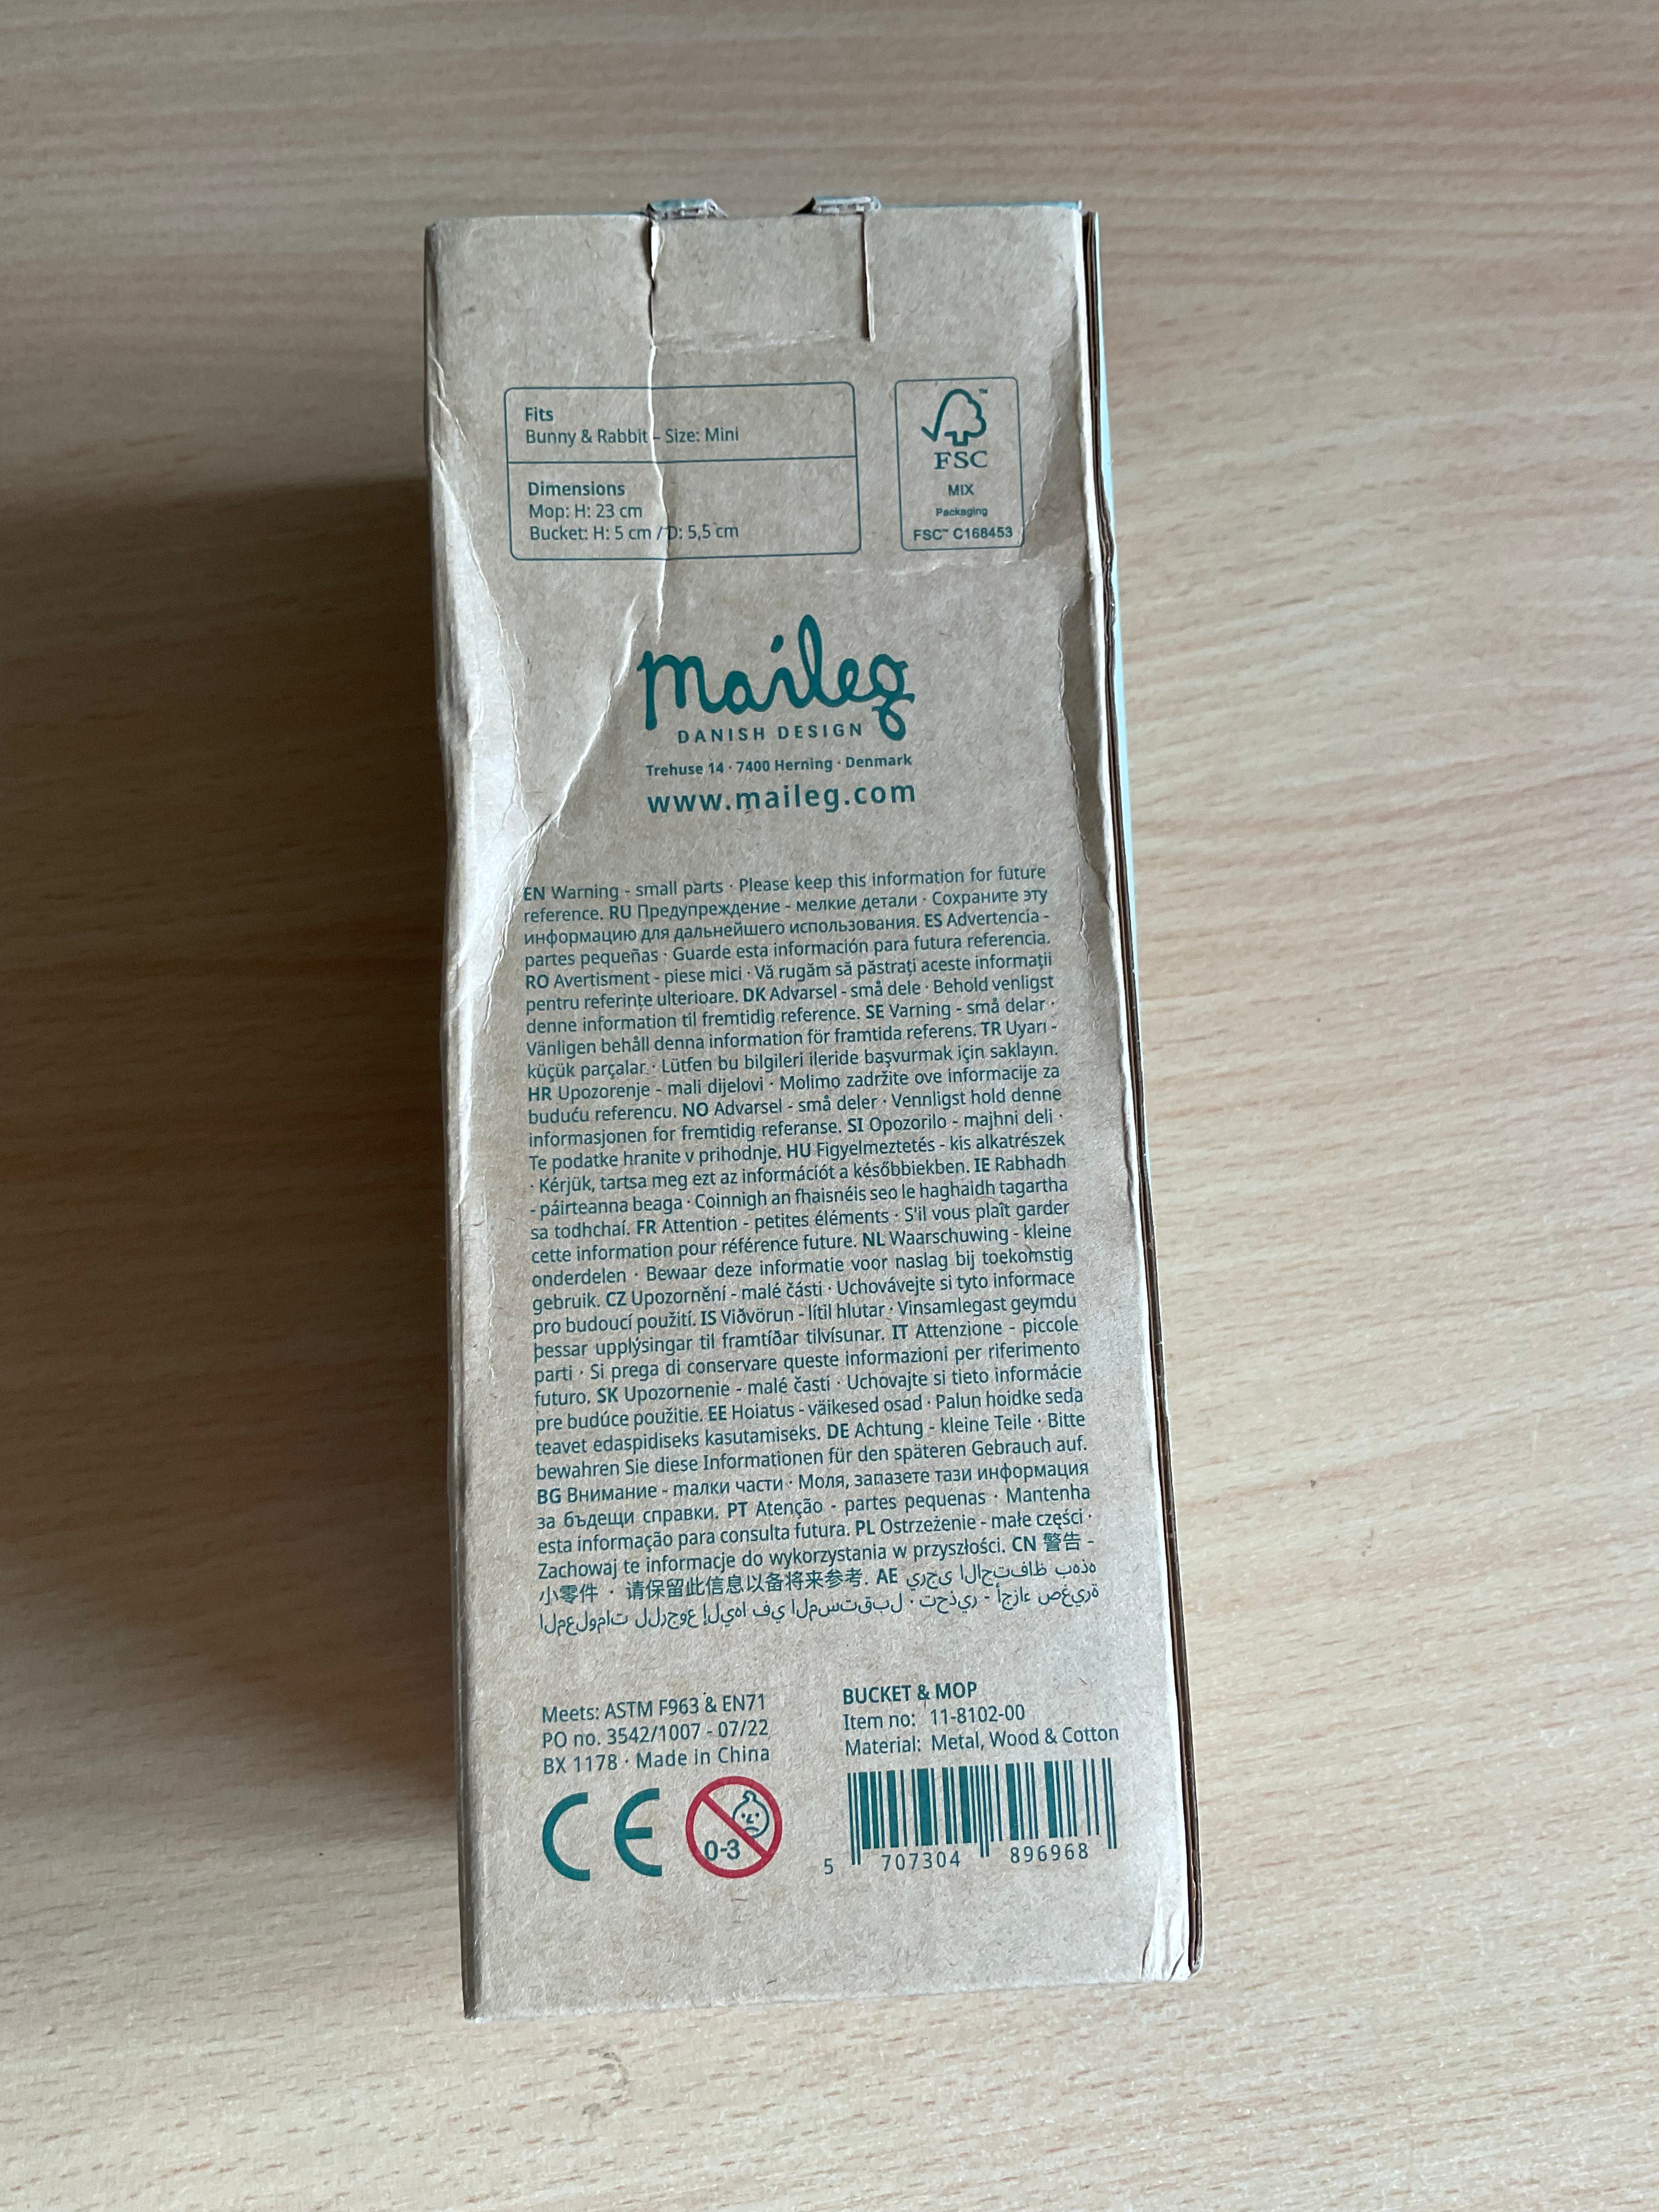 Fits
Bunny & Rabbit - Size: Mini
Dimensions
Mop: H: 23 cm
Bucket: H: 5 cm / D: 5,5 cm
FSC™
MIX
Packaging
FSC™ C168453
maileg
DANISH DESIGN
Trehuse 14 · 7400 Herning · Denmark
www.maileg.com
EN Warning - small parts · Please keep this information for future
reference. RU Предупреждение - мелкие детали · Сохраните эту
информацию для дальнейшего использования. ES Advertencia -
partes pequeñas · Guarde esta información para futura referencia.
RO Avertisment - piese mici · Vă rugăm să păstrați aceste informații
pentru referințe ulterioare. DK Advarsel - små dele · Behold venligst
denne information til fremtidig reference. SE Varning - små delar ·
Vänligen behåll denna information för framtida referens. TR Uyarı -
küçük parçalar · Lütfen bu bilgileri ileride başvurmak için saklayın.
HR Upozorenje - mali dijelovi · Molimo zadržite ove informacije za
buduću referencu. NO Advarsel - små deler · Vennligst hold denne
informasjonen for fremtidig referanse. SI Opozorilo - majhni deli ·
Te podatke hranite v prihodnje. HU Figyelmeztetés - kis alkatrészek
· Kérjük, tartsa meg ezt az információt a későbbiekben. IE Rabhadh
- páirteanna beaga · Coinnigh an fhaisnéis seo le haghaidh tagartha
sa todhchaí. FR Attention - petites éléments · S'il vous plaît garder
cette information pour référence future. NL Waarschuwing - kleine
onderdelen · Bewaar deze informatie voor naslag bij toekomstig
gebruik. CZ Upozornění - malé části · Uchovávejte si tyto informace
pro budoucí použití. IS Viðvörun - lítil hlutar · Vinsamlegast geymdu
þessar upplýsingar til framtíðar tilvísunar. IT Attenzione - piccole
parti · Si prega di conservare queste informazioni per riferimento
futuro. SK Upozornenie - malé časti · Uchovajte si tieto informácie
pre budúce použitie. EE Hoiatus - väikesed osad · Palun hoidke seda
teavet edaspidiseks kasutamiseks. DE Achtung - kleine Teile · Bitte
bewahren Sie diese Informationen für den späteren Gebrauch auf.
BG Внимание - малки части · Моля, запазете тази информация
за бъдещи справки. PT Atenção - partes pequenas · Mantenha
esta informação para consulta futura. PL Ostrzeżenie - małe części ·
Zachowaj te informacje do wykorzystania w przyszłości. CN 警告 -
小零件 · 请保留此信息以备将来参考. AE يرجى الاحتفاظ بهذه
المعلومات للرجوع إليها في المستقبل · تحذير - أجزاء صغيرة
Meets: ASTM F963 & EN71
PO no. 3542/1007 - 07/22
BX 1178 · Made in China
CE
0-3
BUCKET & MOP
Item no: 11-8102-00
Material: Metal, Wood & Cotton
5 707304 896968